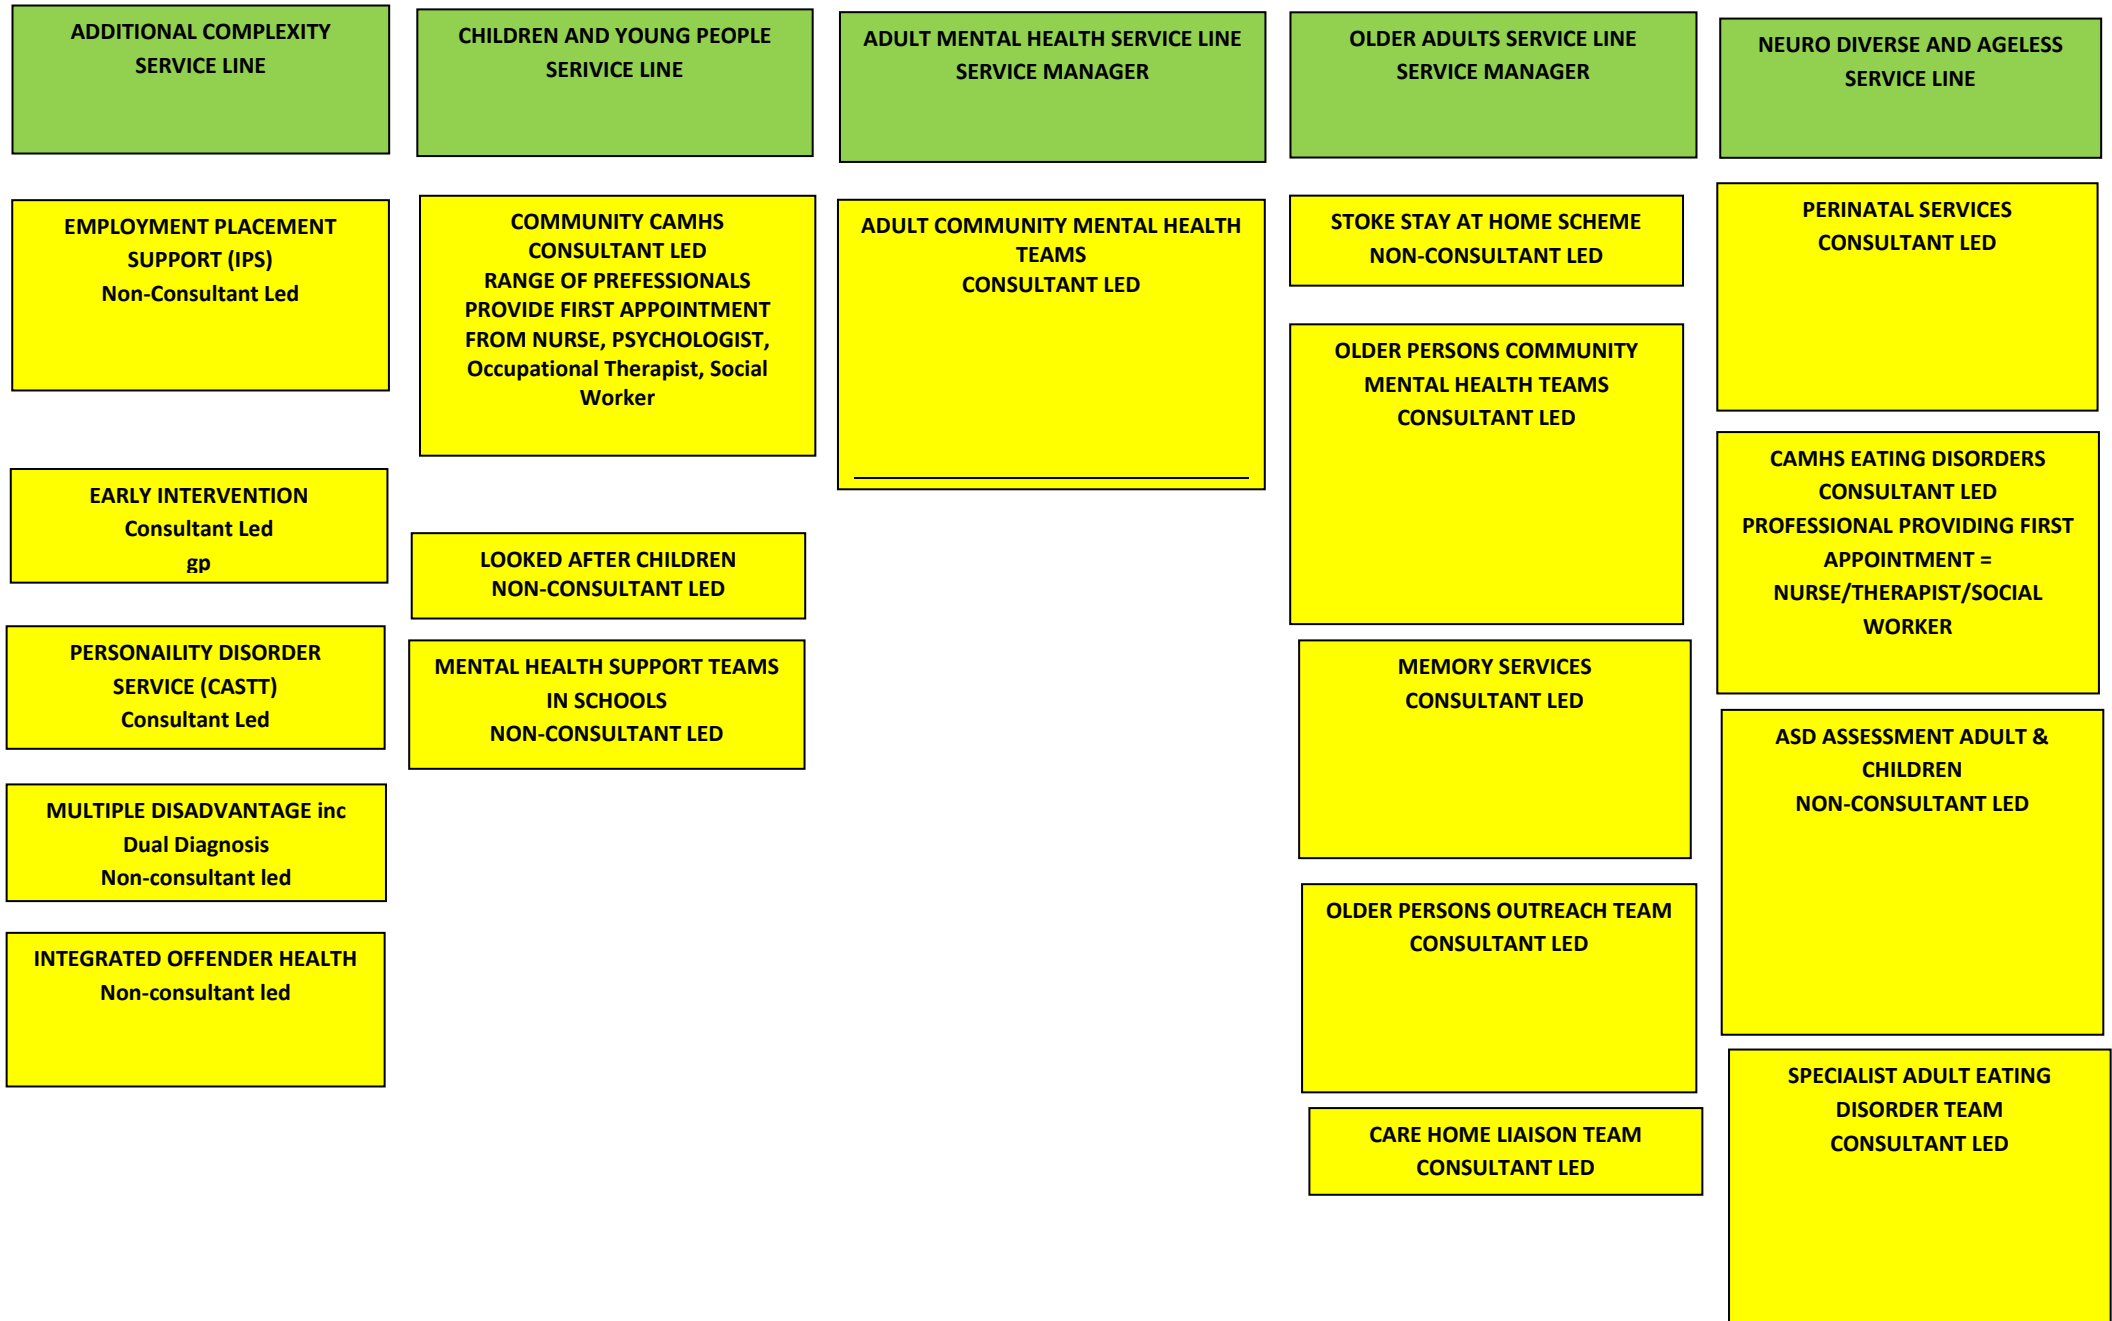 ADDITIONAL COMPLEXITY
SERVICE LINE
EMPLOYMENT PLACEMENT
SUPPORT (IPS)
Non-Consultant Led
EARLY INTERVENTION
Consultant Led
gp
PERSONAILITY DISORDER
SERVICE (CASTT)
Consultant Led
MULTIPLE DISADVANTAGE inc
Dual Diagnosis
Non-consultant led
INTEGRATED OFFENDER HEALTH
Non-consultant led
CHILDREN AND YOUNG PEOPLE
SERIVICE LINE
COMMUNITY CAMHS
CONSULTANT LED
RANGE OF PREFESSIONALS
PROVIDE FIRST APPOINTMENT
FROM NURSE, PSYCHOLOGIST,
Occupational Therapist, Social
Worker
LOOKED AFTER CHILDREN
NON-CONSULTANT LED
MENTAL HEALTH SUPPORT TEAMS
IN SCHOOLS
NON-CONSULTANT LED
ADULT MENTAL HEALTH SERVICE LINE
SERVICE MANAGER
ADULT COMMUNITY MENTAL HEALTH
TEAMS
CONSULTANT LED
OLDER ADULTS SERVICE LINE
SERVICE MANAGER
STOKE STAY AT HOME SCHEME
NON-CONSULTANT LED
OLDER PERSONS COMMUNITY
MENTAL HEALTH TEAMS
CONSULTANT LED
MEMORY SERVICES
CONSULTANT LED
OLDER PERSONS OUTREACH TEAM
CONSULTANT LED
CARE HOME LIAISON TEAM
CONSULTANT LED
NEURO DIVERSE AND AGELESS
SERVICE LINE
PERINATAL SERVICES
CONSULTANT LED
CAMHS EATING DISORDERS
CONSULTANT LED
PROFESSIONAL PROVIDING FIRST
APPOINTMENT =
NURSE/THERAPIST/SOCIAL
WORKER
ASD ASSESSMENT ADULT &
CHILDREN
NON-CONSULTANT LED
SPECIALIST ADULT EATING
DISORDER TEAM
CONSULTANT LED